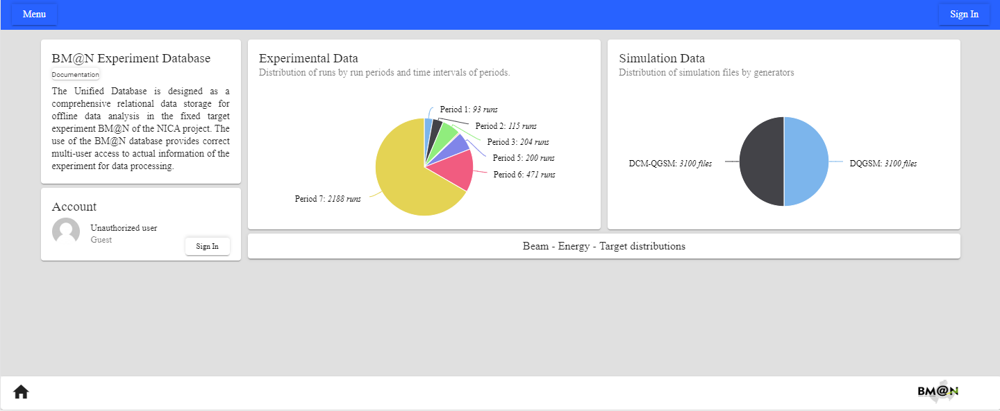 Menu
Sign In
BM@N Experiment Database
Documentation
The Unified Database is designed as a
comprehensive relational data storage for
offline data analysis in the fixed target
experiment BM@N of the NICA project. The
use of the BM@N database provides correct
multi-user access to actual information of the
experiment for data processing.
Account
Unauthorized user
Guest
Sign In
Experimental Data
Distribution of runs by run periods and time intervals of periods.
Period 1: 93 runs
Period 2: 115 runs
Period 3: 204 runs
Period 5: 200 runs
Period 6: 471 runs
Period 7: 2188 runs
Simulation Data
Distribution of simulation files by generators
DCM-QGSM: 3100 files
DQGSM: 3100 files
Beam - Energy - Target distributions
BM@N